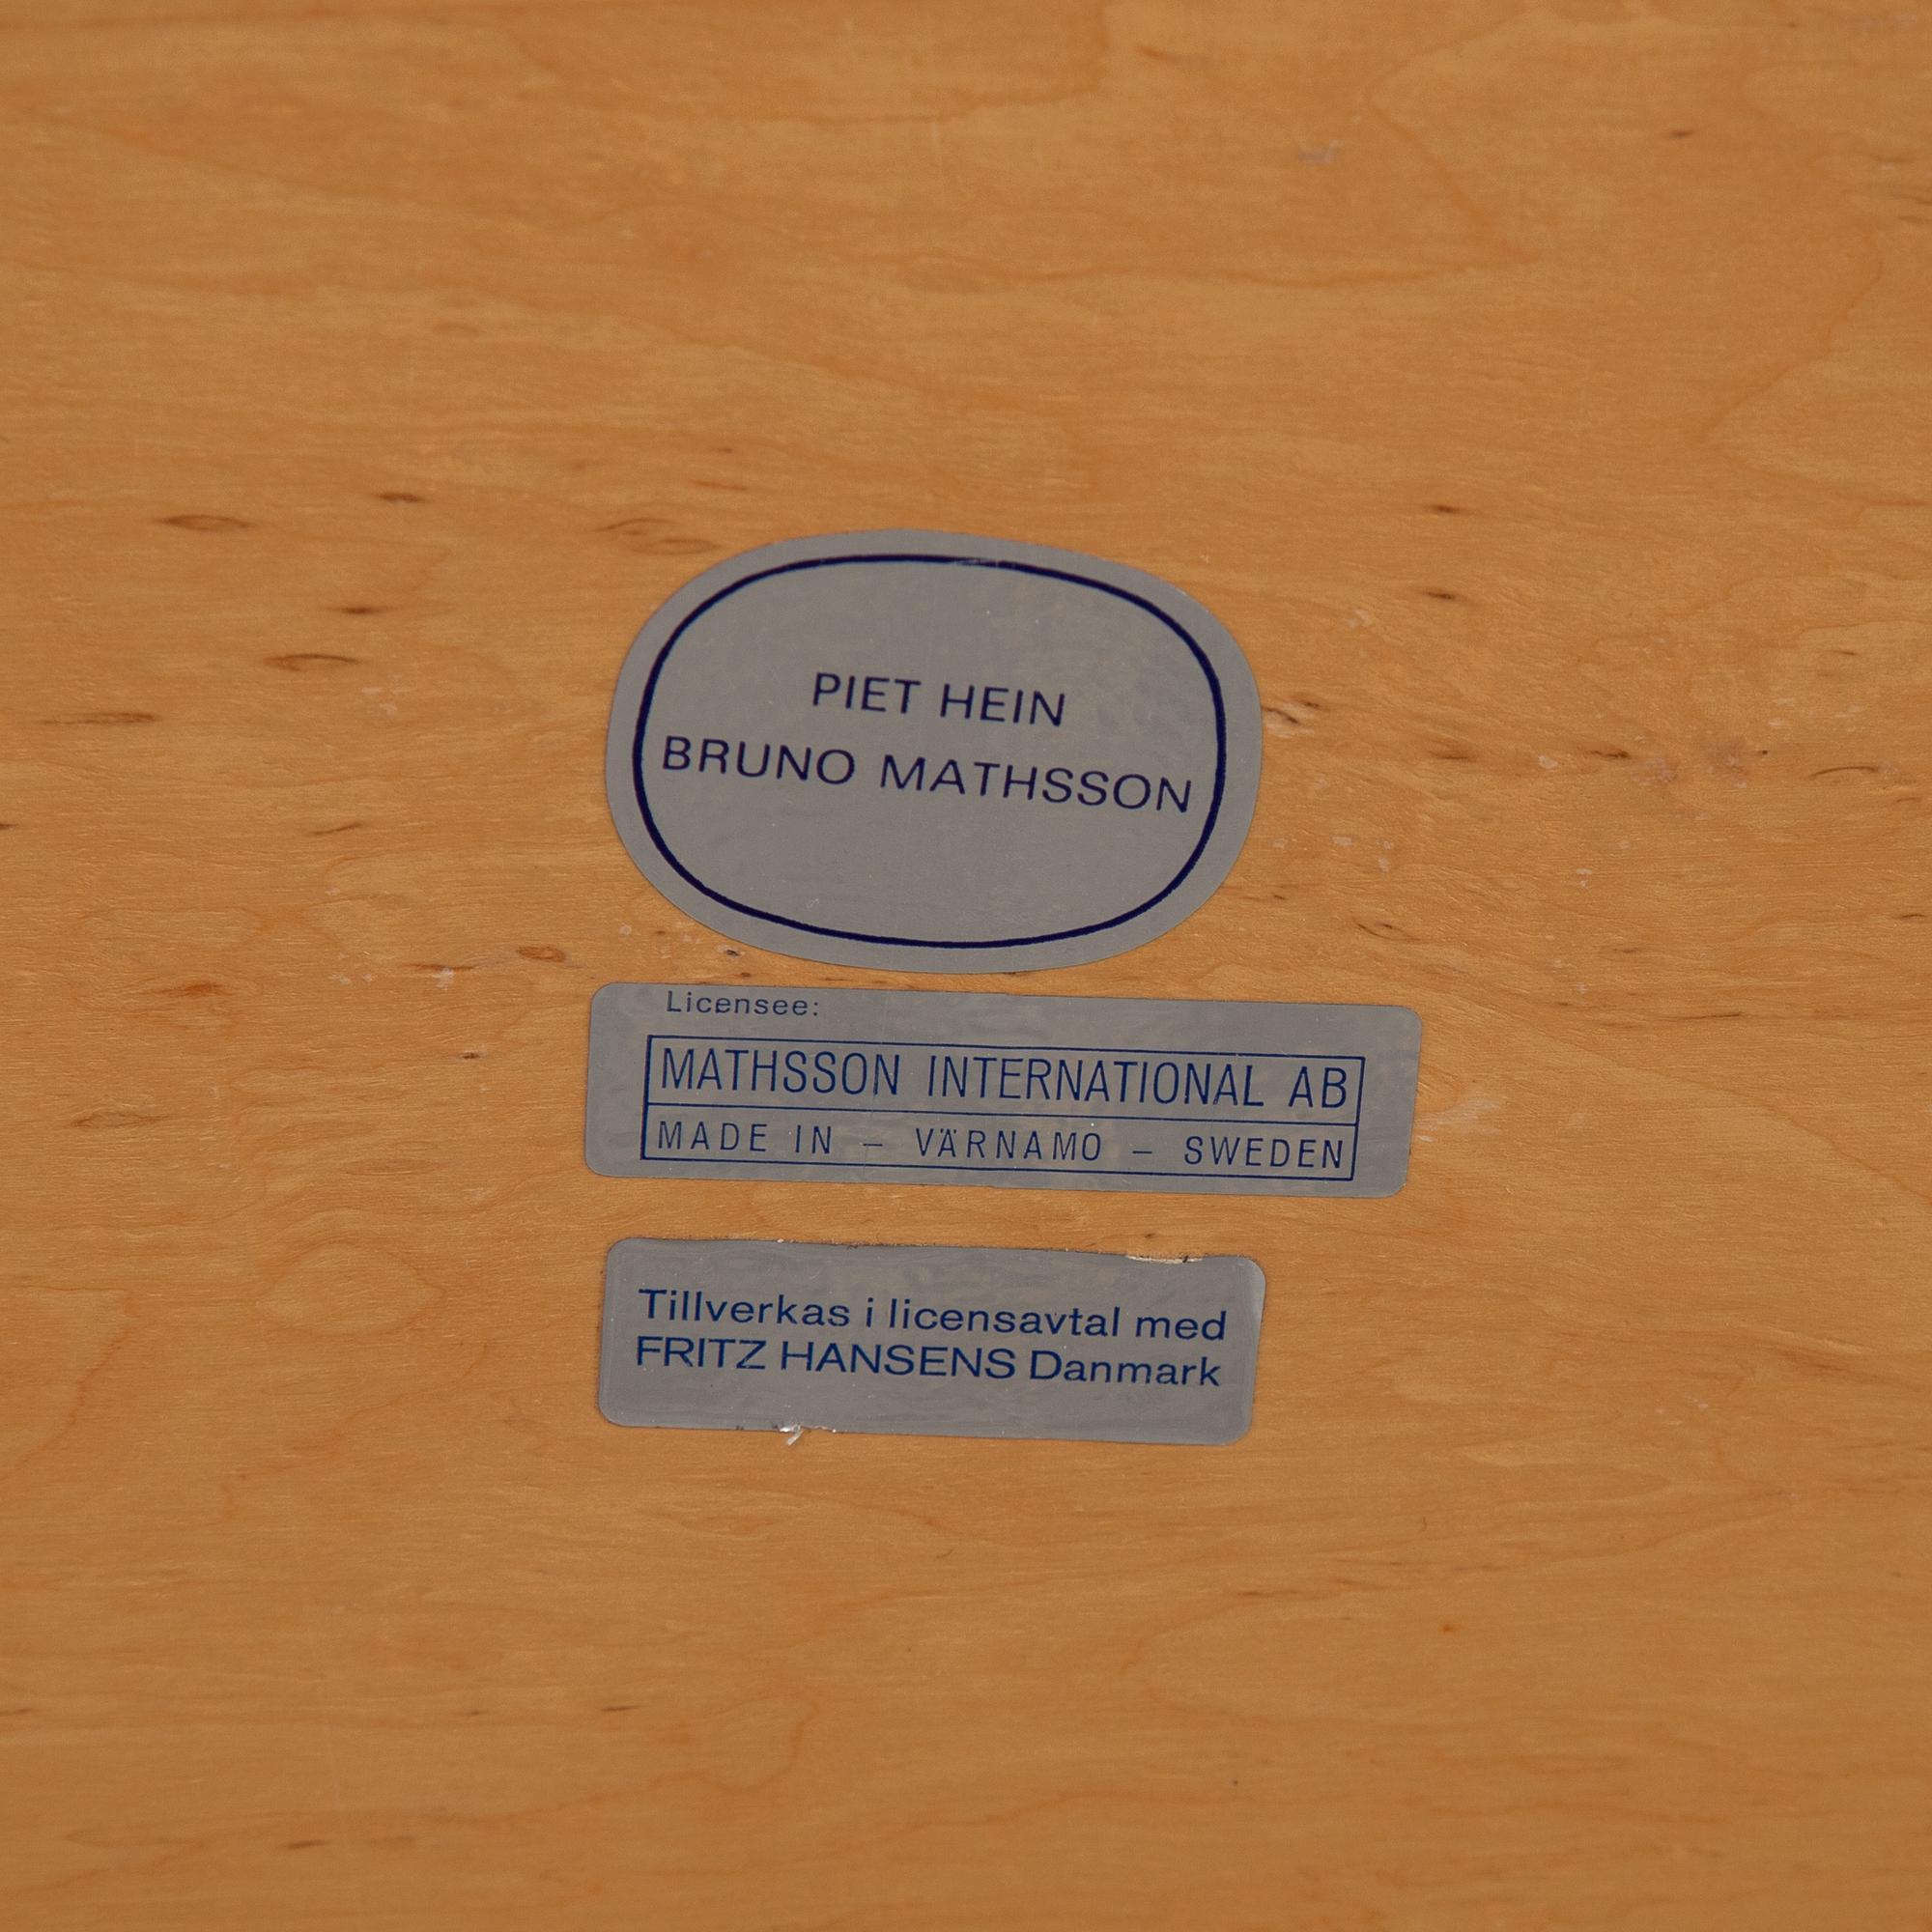 PIET HEIN
BRUNO MATHSSON
Licensee:
MATHSSON INTERNATIONAL AB
MADE IN – VÄRNAMO – SWEDEN
Tillverkas i licensavtal med
FRITZ HANSENS Danmark